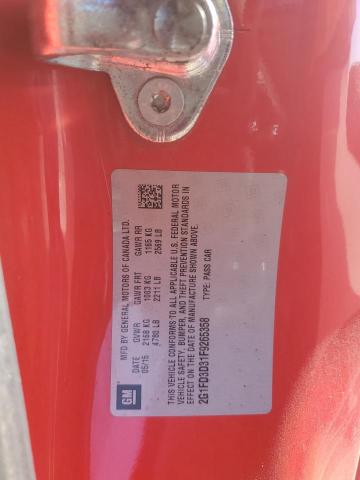 GM
MFD BY GENERAL MOTORS OF CANADA LTD.
DATE GVWR GAWR FRT GAWR RR
05/15 2168 KG 1003 KG 1165 KG
4780 LB 2211 LB 2569 LB
THIS VEHICLE CONFORMS TO ALL APPLICABLE U.S. FEDERAL MOTOR
VEHICLE SAFETY, BUMPER, AND THEFT PREVENTION STANDARDS IN
EFFECT ON THE DATE OF MANUFACTURE SHOWN ABOVE.
2G1FD3D31F9265358 TYPE: PASS CAR